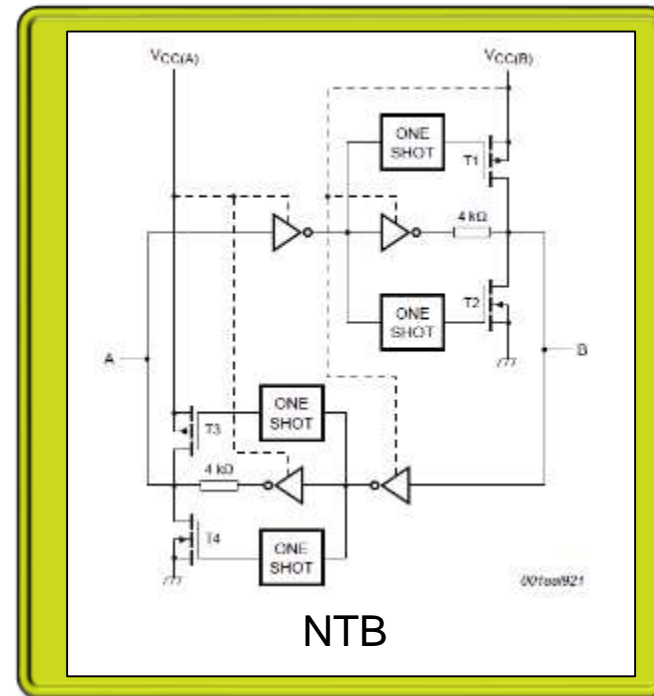 VCC(A)
VCC(B)
ONE
SHOT
T1
4 kΩ
ONE
SHOT
T2
A
B
ONE
SHOT
T3
4 kΩ
ONE
SHOT
T4
001aal921
NTB